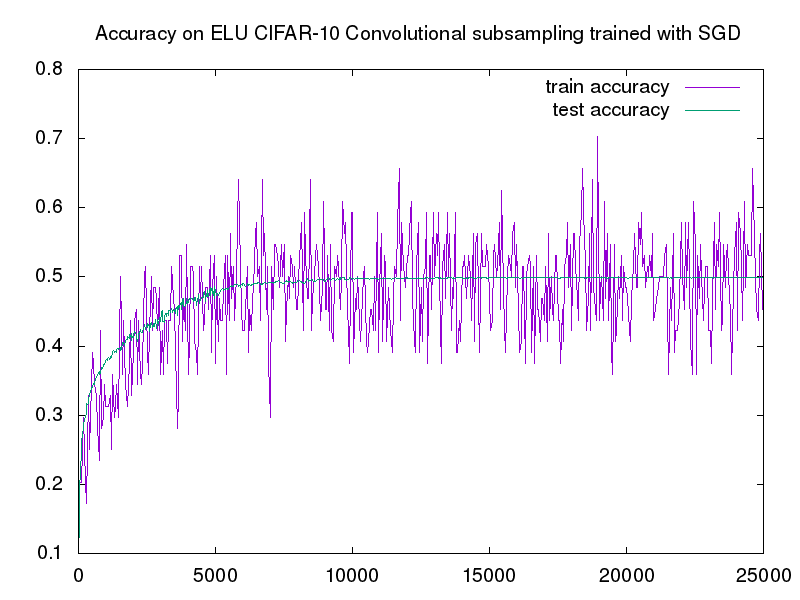 Accuracy on ELU CIFAR-10 Convolutional subsampling trained with SGD
train accuracy
test accuracy
0.8
0.7
0.6
0.5
0.4
0.3
0.2
0.1
0 5000 10000 15000 20000 25000